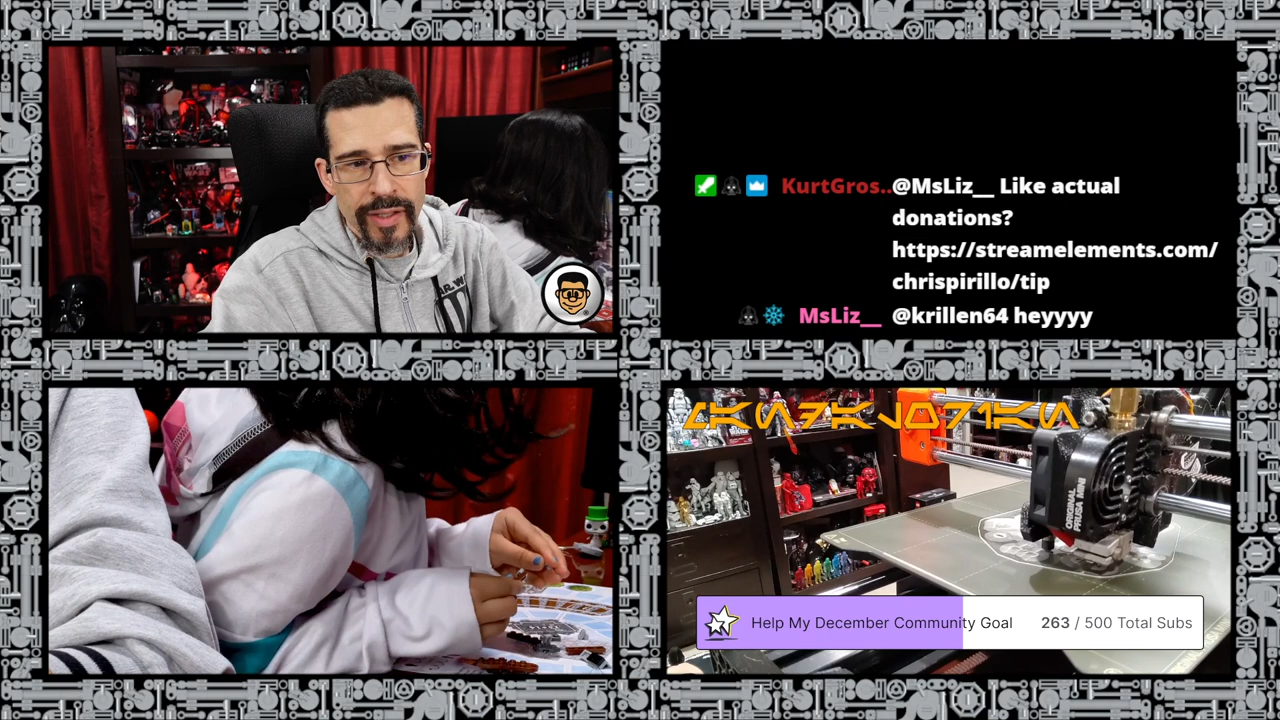 KurtGros.. @MsLiz__ Like actual
donations?
https://streamelements.com/
chrispirillo/tip
MsLiz__ @krillen64 heyyyy
ORIGINAL
PRUSA MINI
Help My December Community Goal 263 / 500 Total Subs